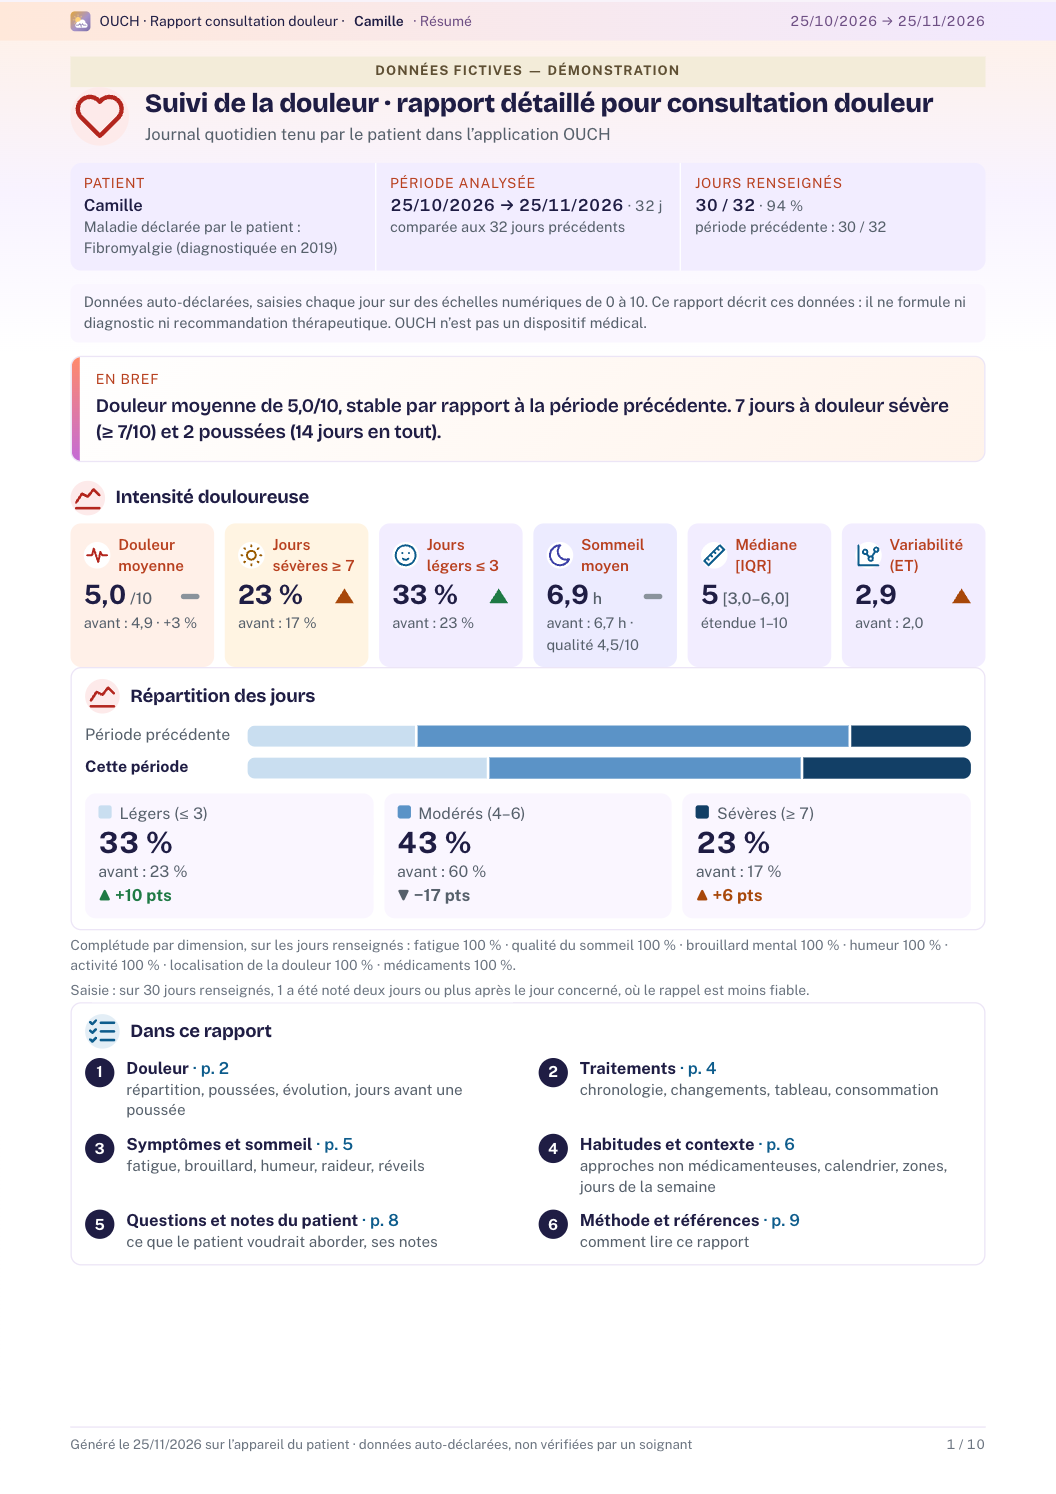 OUCH · Rapport consultation douleur · Camille · Résumé
25/10/2026 → 25/11/2026
DONNÉES FICTIVES — DÉMONSTRATION
Suivi de la douleur · rapport détaillé pour consultation douleur
Journal quotidien tenu par le patient dans l’application OUCH
PATIENT
Camille
Maladie déclarée par le patient :
Fibromyalgie (diagnostiquée en 2019)
PÉRIODE ANALYSÉE
25/10/2026 → 25/11/2026 · 32 j
comparée aux 32 jours précédents
JOURS RENSEIGNÉS
30 / 32 · 94 %
période précédente : 30 / 32
Données auto-déclarées, saisies chaque jour sur des échelles numériques de 0 à 10. Ce rapport décrit ces données : il ne formule ni
diagnostic ni recommandation thérapeutique. OUCH n’est pas un dispositif médical.
EN BREF
Douleur moyenne de 5,0/10, stable par rapport à la période précédente. 7 jours à douleur sévère
(≥ 7/10) et 2 poussées (14 jours en tout).
Intensité douloureuse
Douleur
moyenne
5,0 /10
avant : 4,9 · +3 %
Jours
sévères ≥ 7
23 %
avant : 17 %
Jours
légers ≤ 3
33 %
avant : 23 %
Sommeil
moyen
6,9 h
avant : 6,7 h ·
qualité 4,5/10
Médiane
[IQR]
5 [3,0–6,0]
étendue 1–10
Variabilité
(ET)
2,9
avant : 2,0
Répartition des jours
Période précédente
Cette période
Légers (≤ 3)
33 %
avant : 23 %
▲ +10 pts
Modérés (4–6)
43 %
avant : 60 %
▼ −17 pts
Sévères (≥ 7)
23 %
avant : 17 %
▲ +6 pts
Complétude par dimension, sur les jours renseignés : fatigue 100 % · qualité du sommeil 100 % · brouillard mental 100 % · humeur 100 % ·
activité 100 % · localisation de la douleur 100 % · médicaments 100 %.
Saisie : sur 30 jours renseignés, 1 a été noté deux jours ou plus après le jour concerné, où le rappel est moins fiable.
Dans ce rapport
1 Douleur · p. 2
répartition, poussées, évolution, jours avant une
poussée
2 Traitements · p. 4
chronologie, changements, tableau, consommation
3 Symptômes et sommeil · p. 5
fatigue, brouillard, humeur, raideur, réveils
4 Habitudes et contexte · p. 6
approches non médicamenteuses, calendrier, zones,
jours de la semaine
5 Questions et notes du patient · p. 8
ce que le patient voudrait aborder, ses notes
6 Méthode et références · p. 9
comment lire ce rapport
Généré le 25/11/2026 sur l’appareil du patient · données auto-déclarées, non vérifiées par un soignant
1 / 10